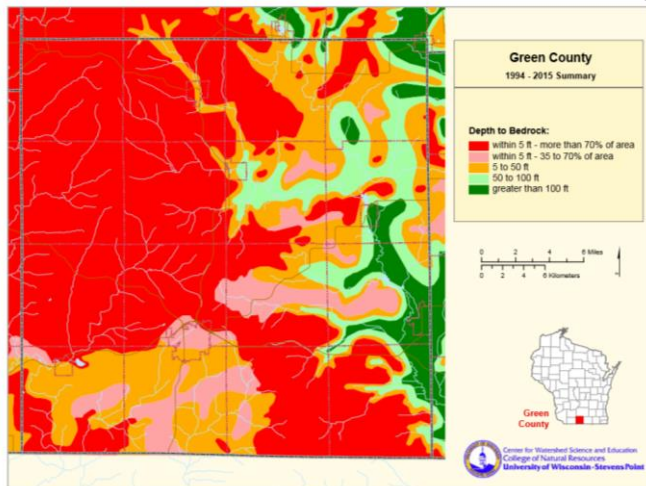 Green County
1994 - 2015 Summary
Depth to Bedrock:
within 5 ft - more than 70% of area
within 5 ft - 35 to 70% of area
5 to 50 ft
50 to 100 ft
greater than 100 ft
0 2 4 6 Miles
0 2 4 6 Kilometers
Green
County
Center for Watershed Science and Education
College of Natural Resources
University of Wisconsin - Stevens Point